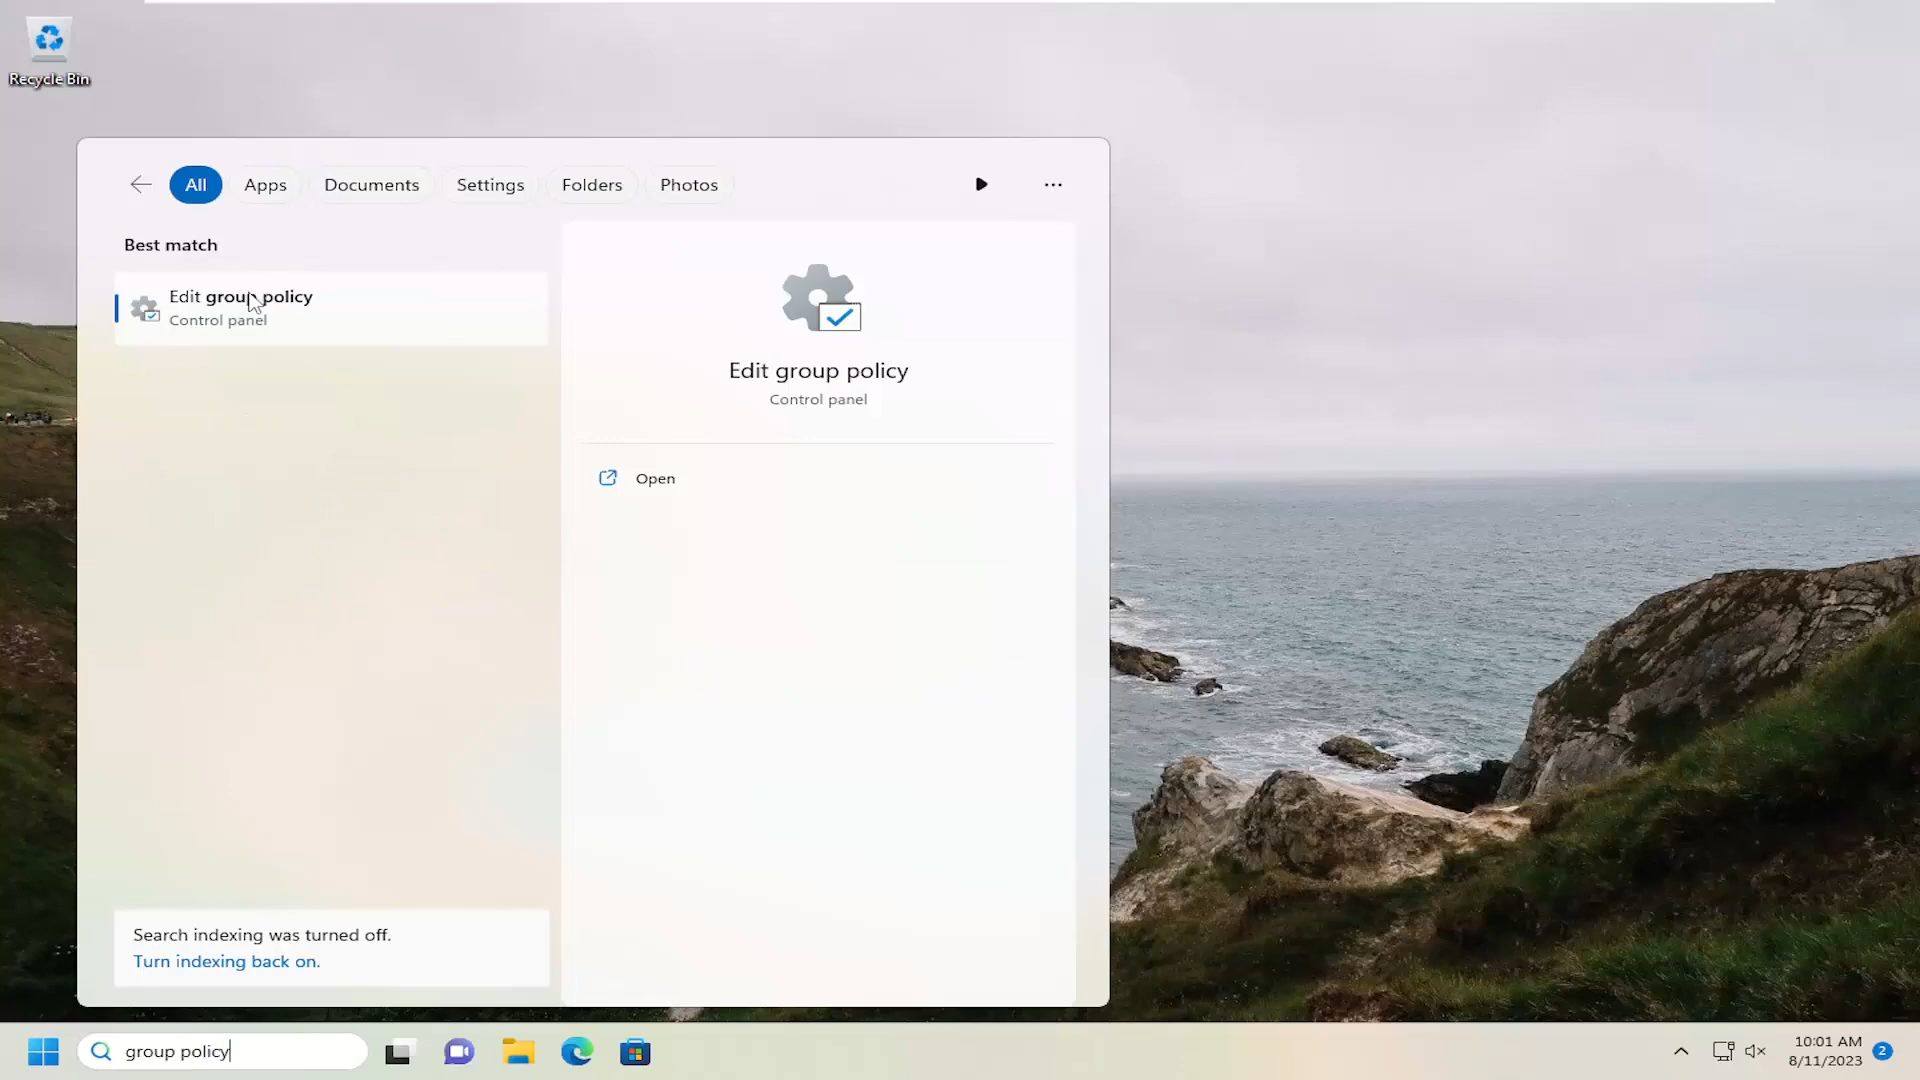 Recycle Bin
All
Apps
Documents
Settings
Folders
Photos
Best match
Edit group policy
Control panel
Edit group policy
Control panel
Open
Search indexing was turned off.
Turn indexing back on.
group policy
10:01 AM
8/11/2023
2